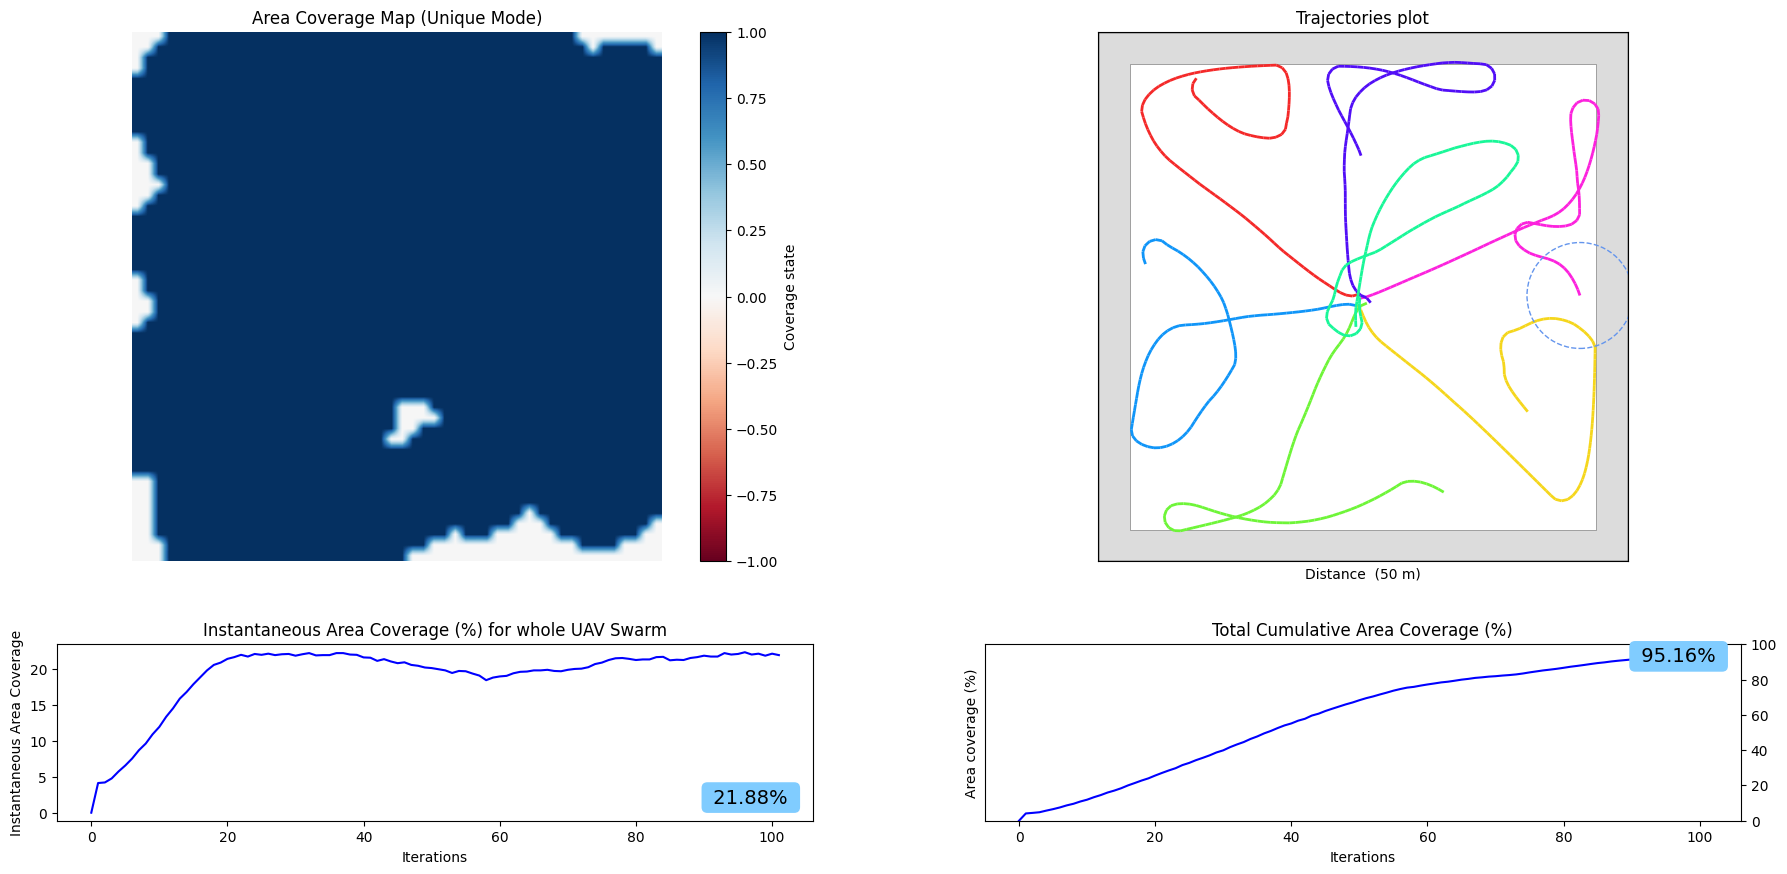 Area Coverage Map (Unique Mode)
1.00
0.75
0.50
0.25
0.00
−0.25
−0.50
−0.75
−1.00
Coverage state
Trajectories plot
Distance  (50 m)
Instantaneous Area Coverage (%) for whole UAV Swarm
Instantaneous Area Coverage
20
15
10
5
0
21.88%
0 20 40 60 80 100
Iterations
Total Cumulative Area Coverage (%)
Area coverage (%)
95.16%
100
80
60
40
20
0
0 20 40 60 80 100
Iterations